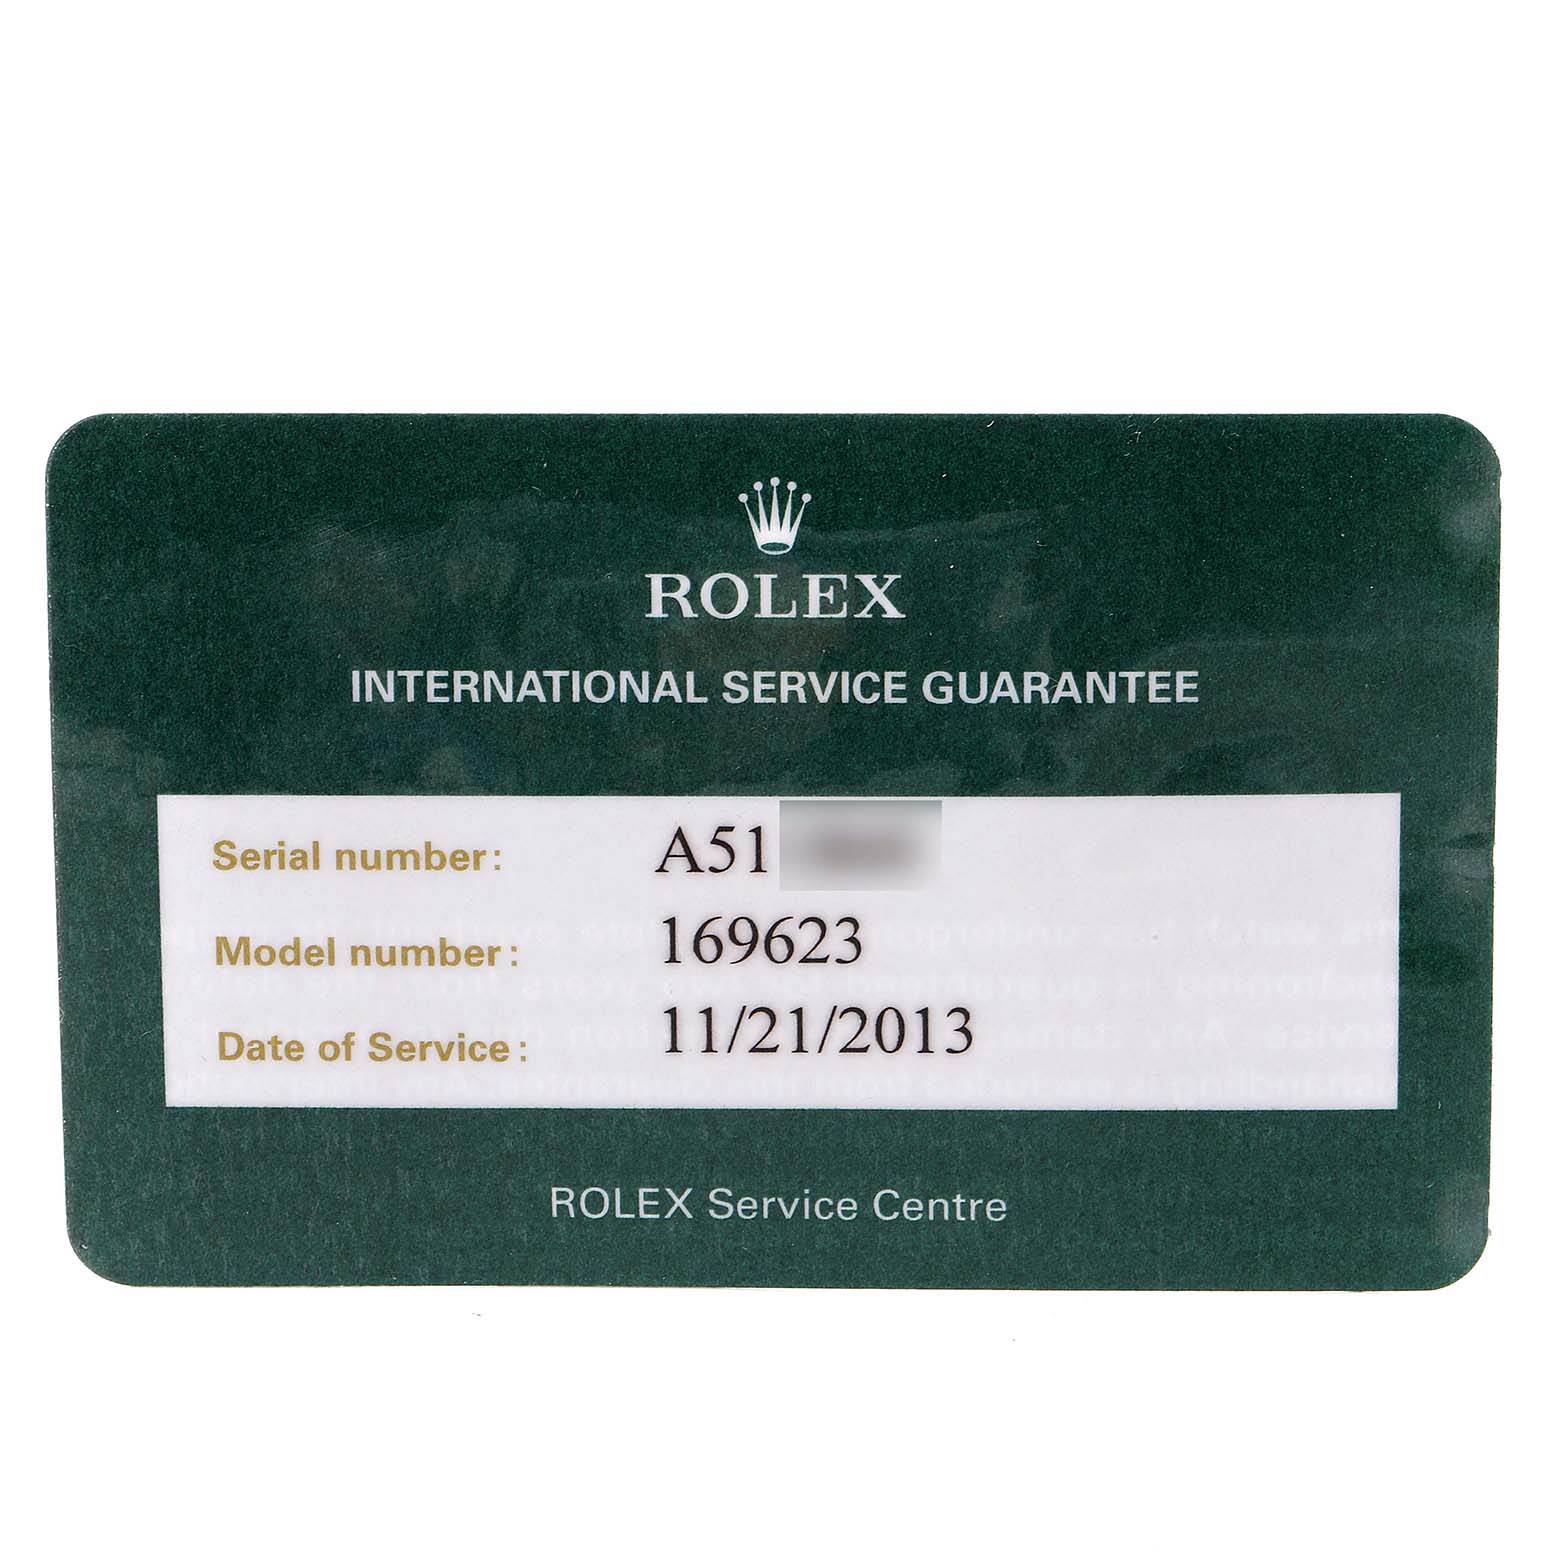 ROLEX
INTERNATIONAL SERVICE GUARANTEE
Serial number: A51
Model number: 169623
Date of Service: 11/21/2013
ROLEX Service Centre